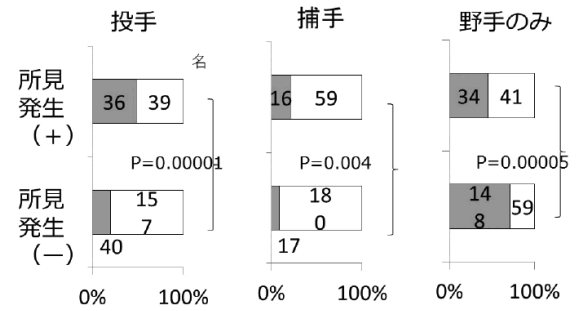 投手
捕手
野手のみ
名
所見
発生
（+）
36
39
16
59
34
41
P=0.00001
P=0.004
P=0.00005
所見
発生
（—）
15
7
40
18
0
17
14
8
59
0%
100%
0%
100%
0%
100%